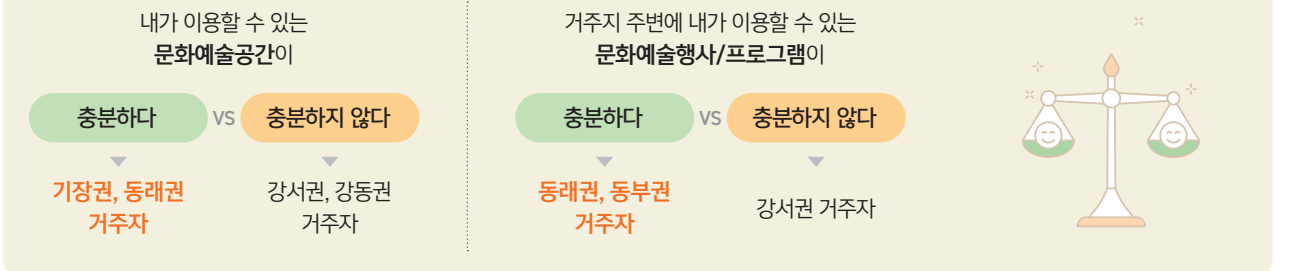 내가 이용할 수 있는
문화예술공간이
충분하다 VS 충분하지 않다
기장권, 동래권
거주자
강서권, 강동권
거주자
거주지 주변에 내가 이용할 수 있는
문화예술행사/프로그램이
충분하다 VS 충분하지 않다
동래권, 동부권
거주자
강서권 거주자